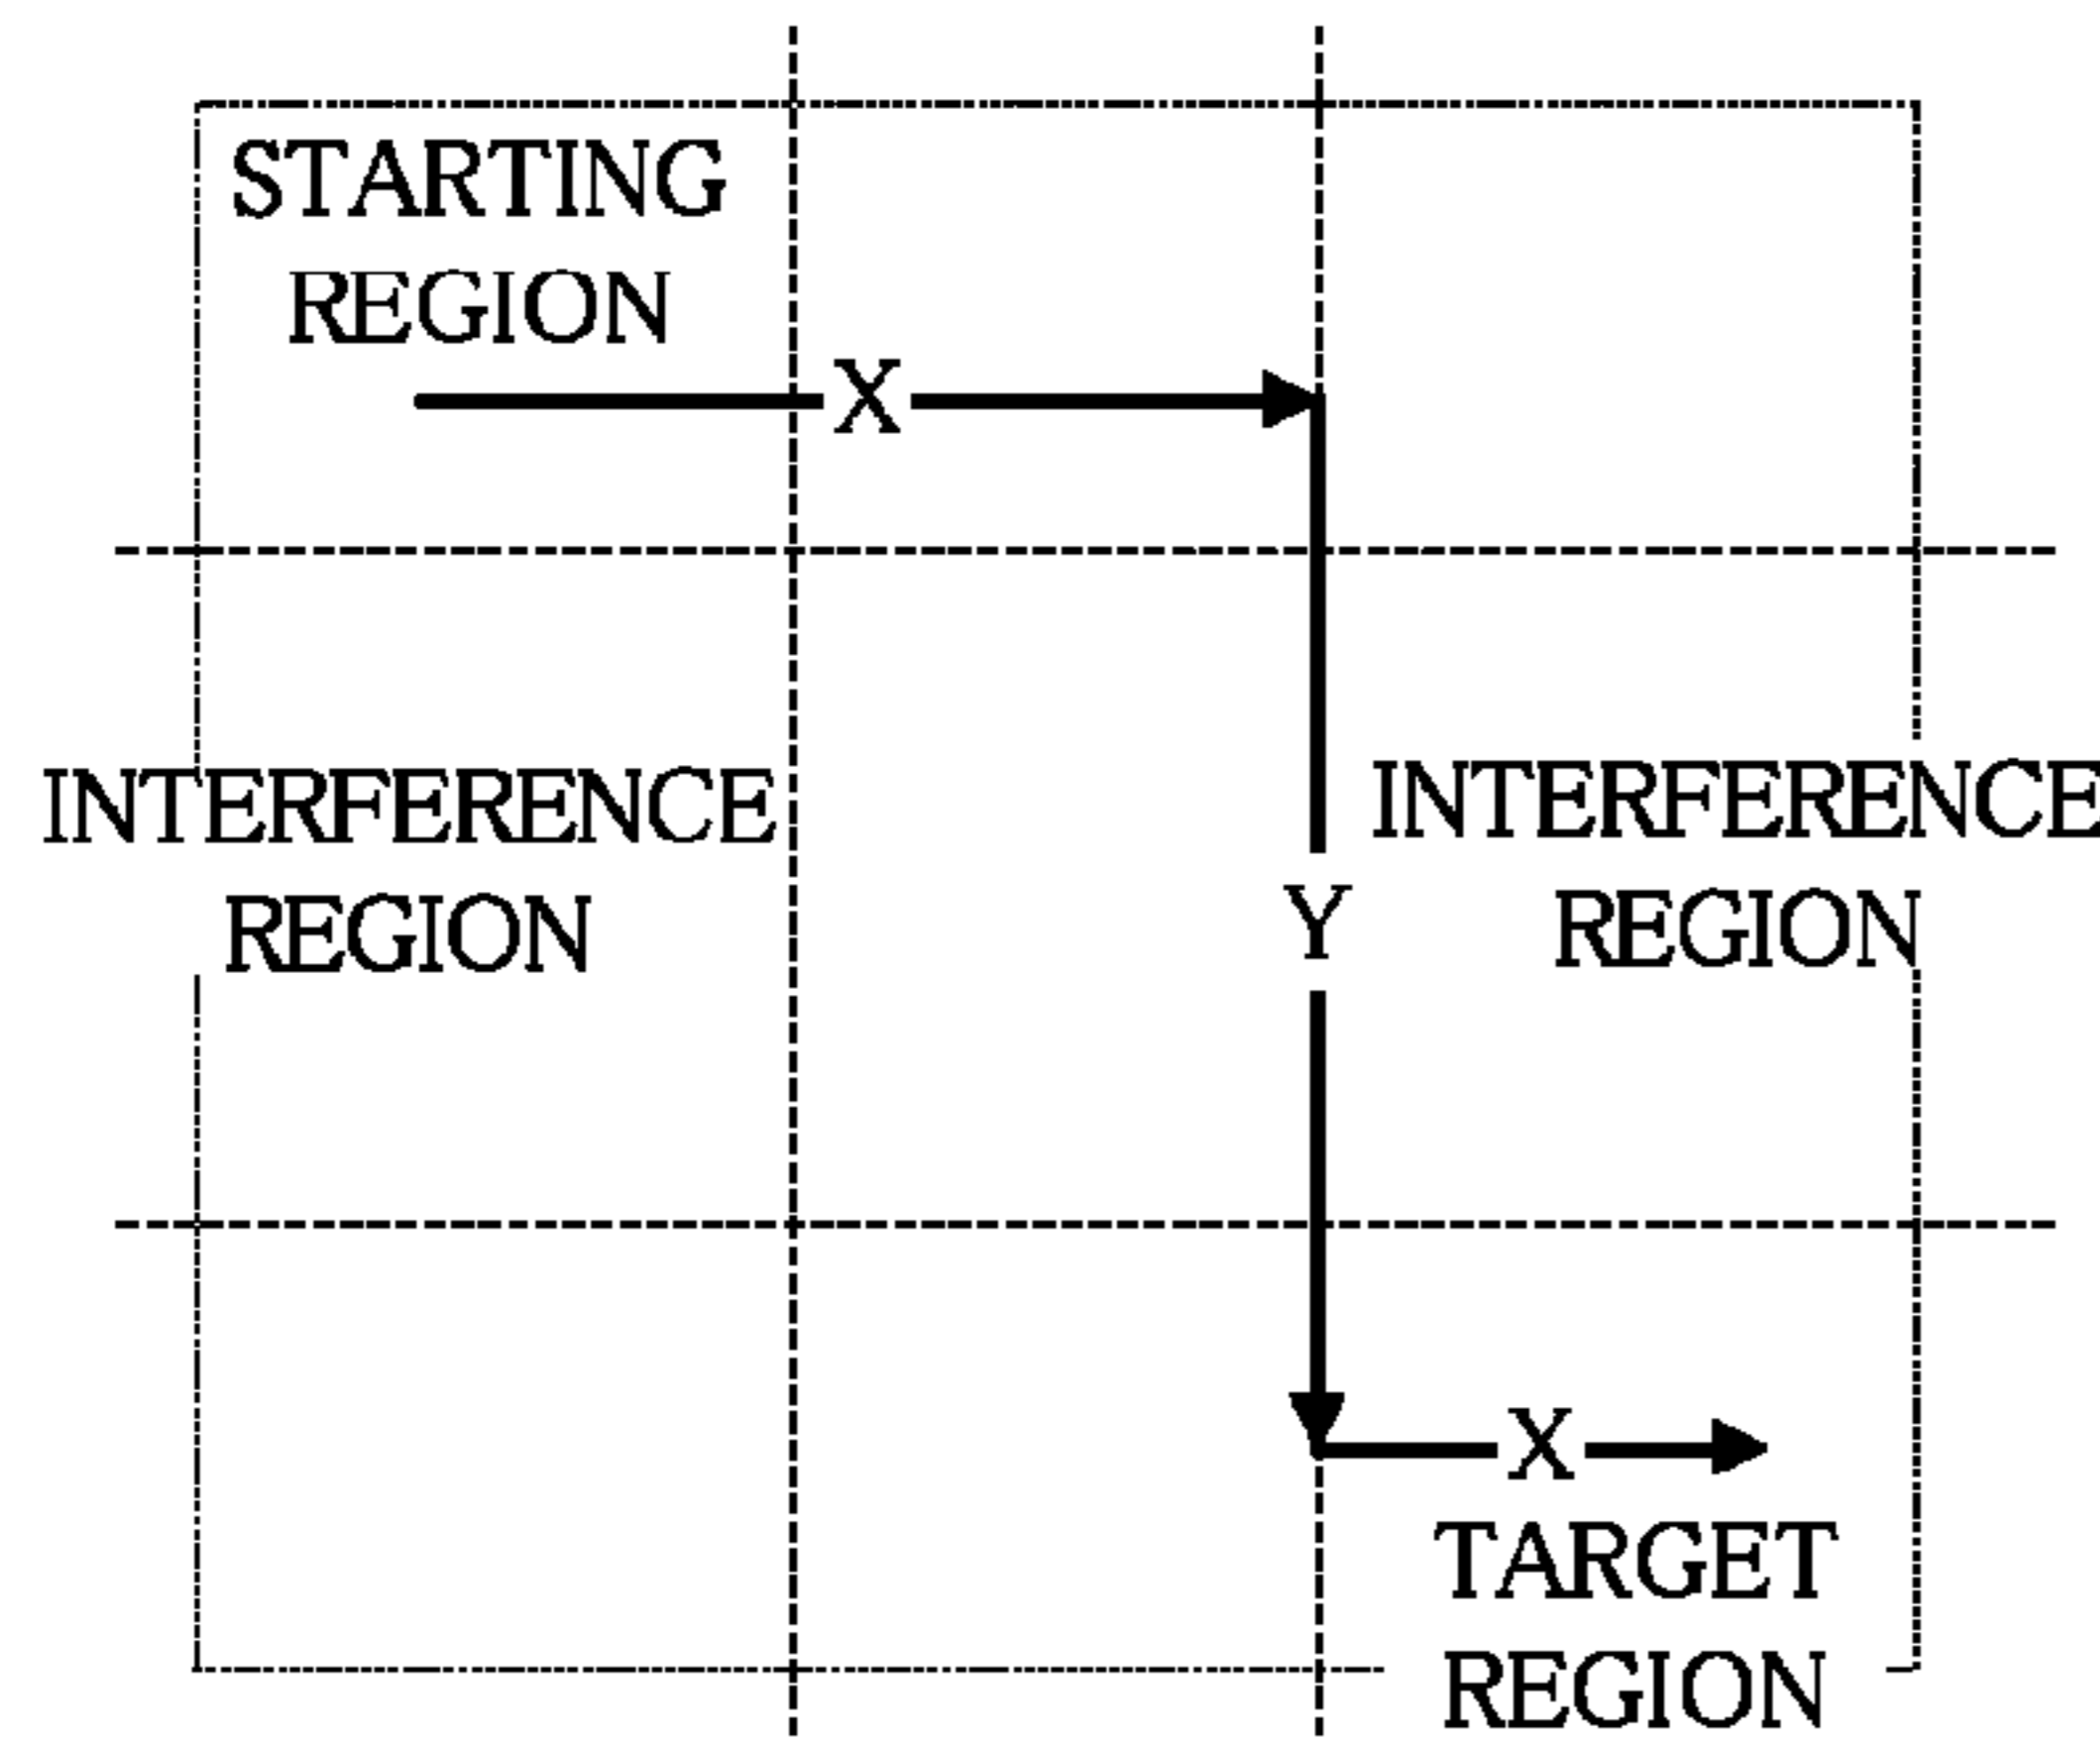 STARTING
REGION
X
INTERFERENCE
REGION
INTERFERENCE
REGION
Y
X
TARGET
REGION